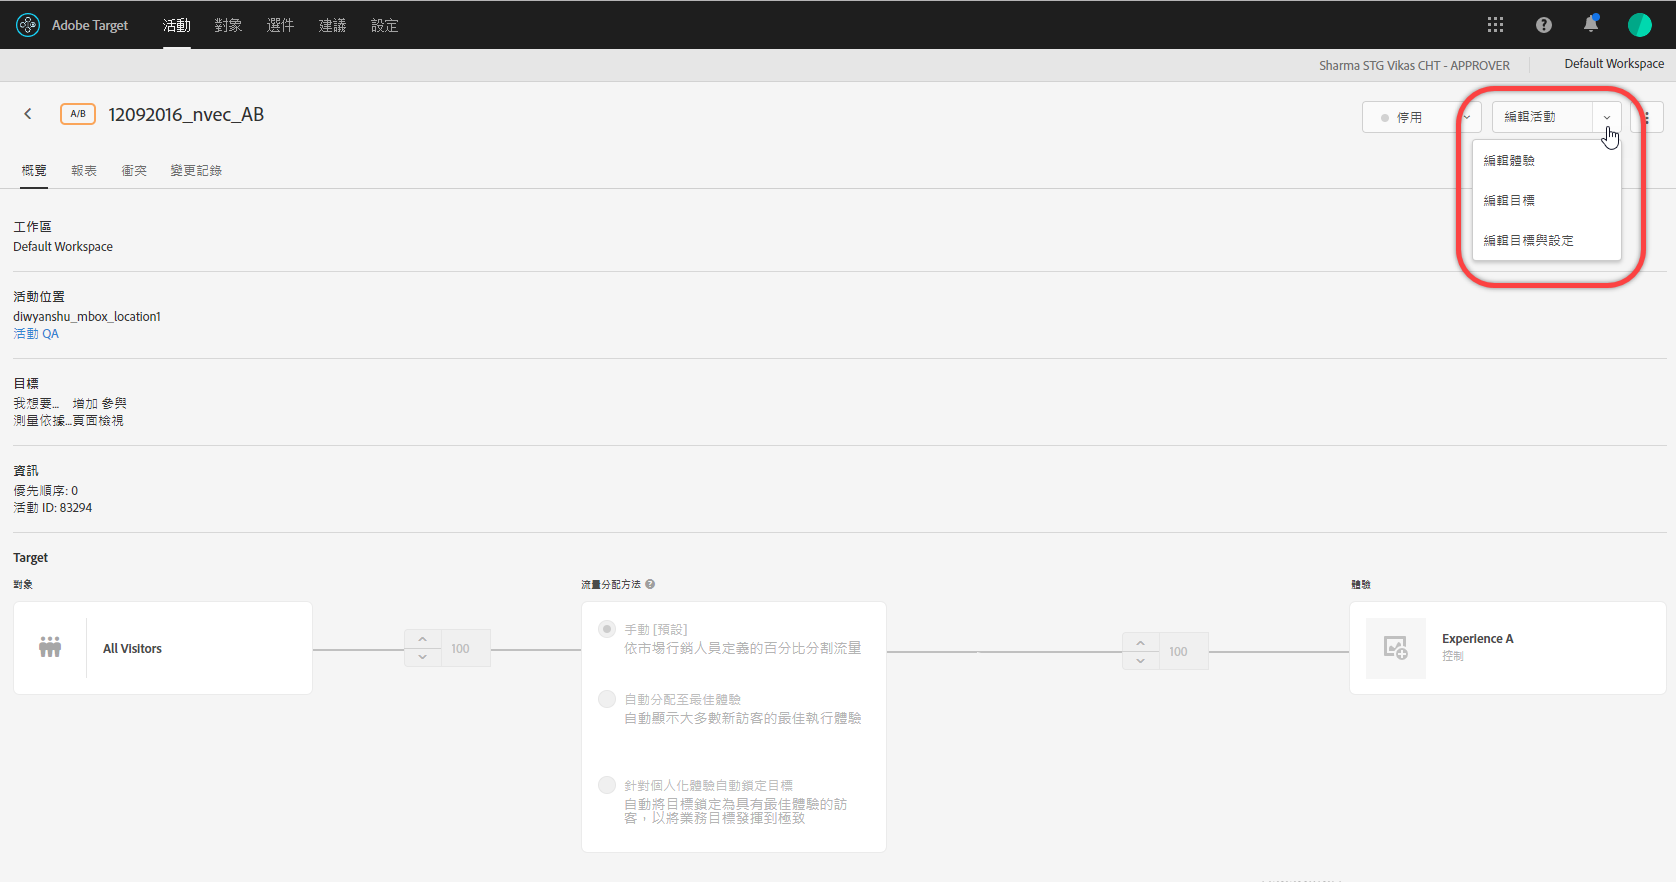 Adobe Target
活動
對象
選件
建議
設定
Sharma STG Vikas CHT - APPROVER
Default Workspace
A/B
12092016_nvec_AB
停用
編輯活動
編輯體驗
編輯目標
編輯目標與設定
概覽
報表
衝突
變更記錄
工作區
Default Workspace
活動位置
diwyanshu_mbox_location1
活動 QA
目標
我想要... 增加 參與
測量依據...頁面檢視
資訊
優先順序: 0
活動 ID: 83294
Target
對象
流量分配方法
體驗
All Visitors
100
手動 [預設]
依市場行銷人員定義的百分比分割流量
自動分配至最佳體驗
自動顯示大多數新訪客的最佳執行體驗
針對個人化體驗自動鎖定目標
自動將目標鎖定為具有最佳體驗的訪
客，以將業務目標發揮到極致
100
Experience A
控制